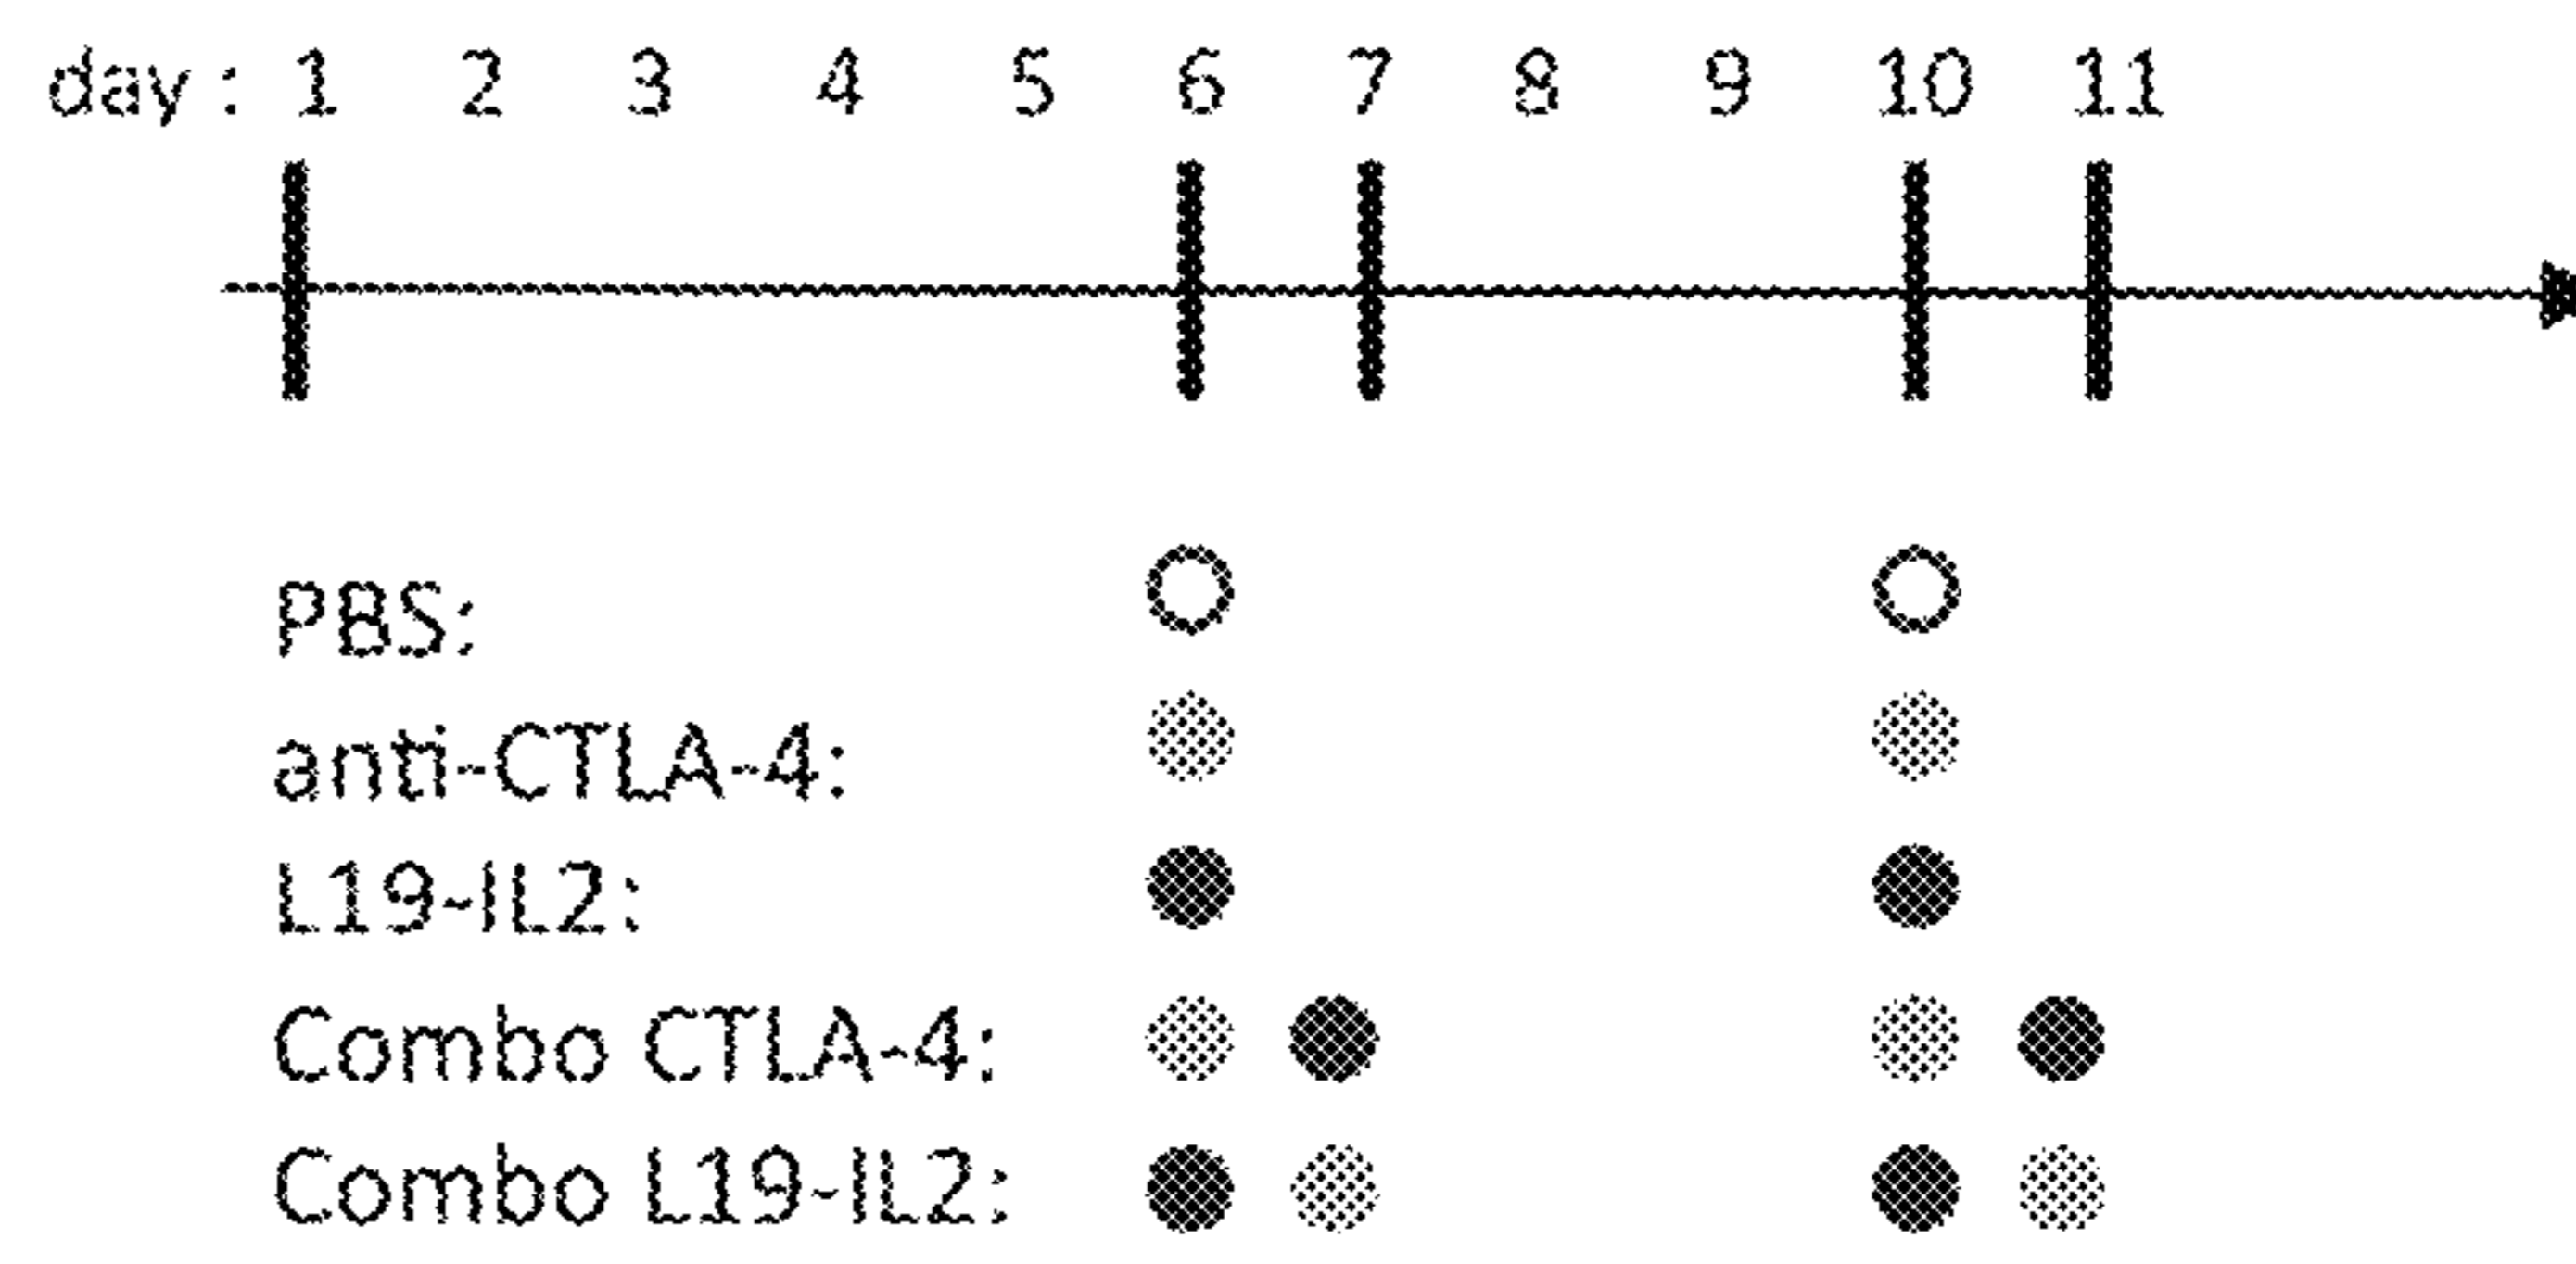 day : 1 2 3 4 5 6 7 8 9 10 11
PBS:
anti-CTLA-4:
L19-IL2:
Combo CTLA-4:
Combo L19-IL2: